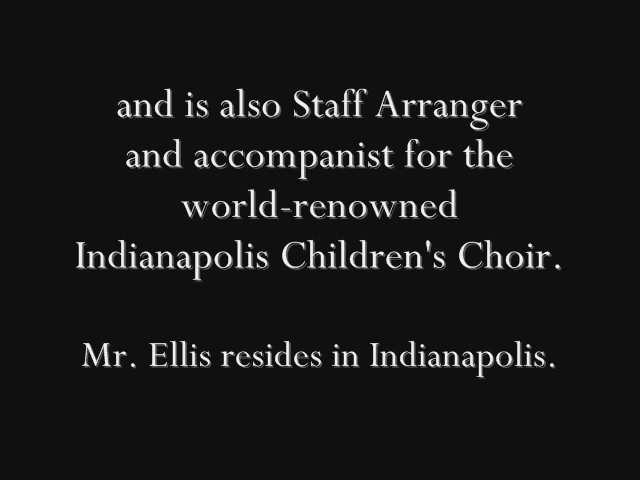 and is also Staff Arranger
and accompanist for the
world-renowned
Indianapolis Children's Choir.
Mr. Ellis resides in Indianapolis.